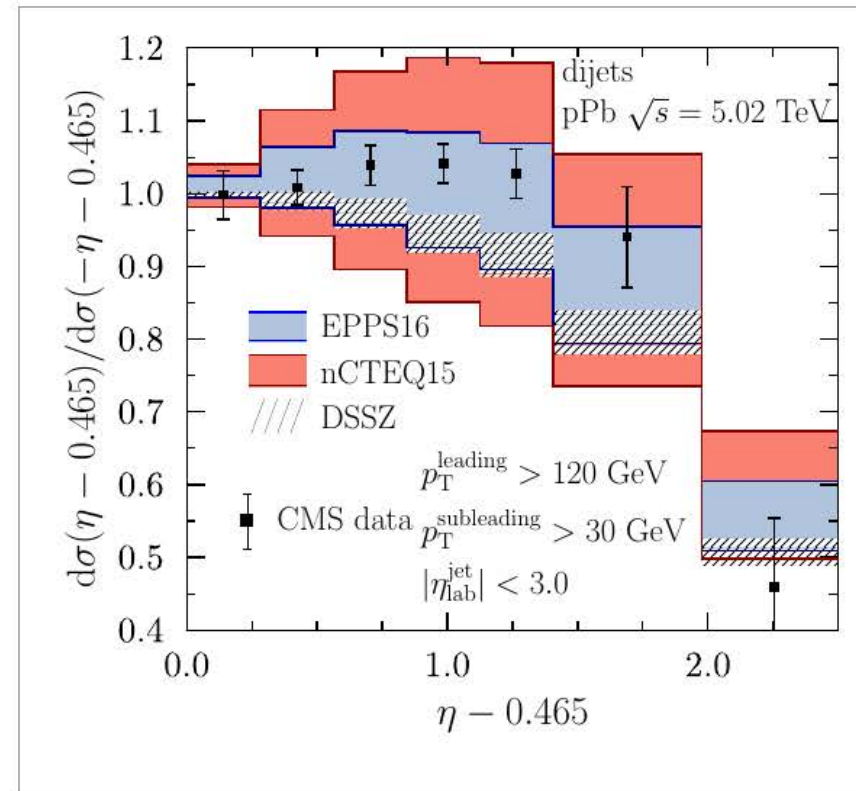 dσ(η − 0.465)/dσ(−η − 0.465)
1.2
1.1
1.0
0.9
0.8
0.7
0.6
0.5
0.4
dijets
pPb √s = 5.02 TeV
EPPS16
nCTEQ15
DSSZ
CMS data
p_T^leading > 120 GeV
p_T^subleading > 30 GeV
|η_lab^jet| < 3.0
0.0 1.0 2.0
η − 0.465